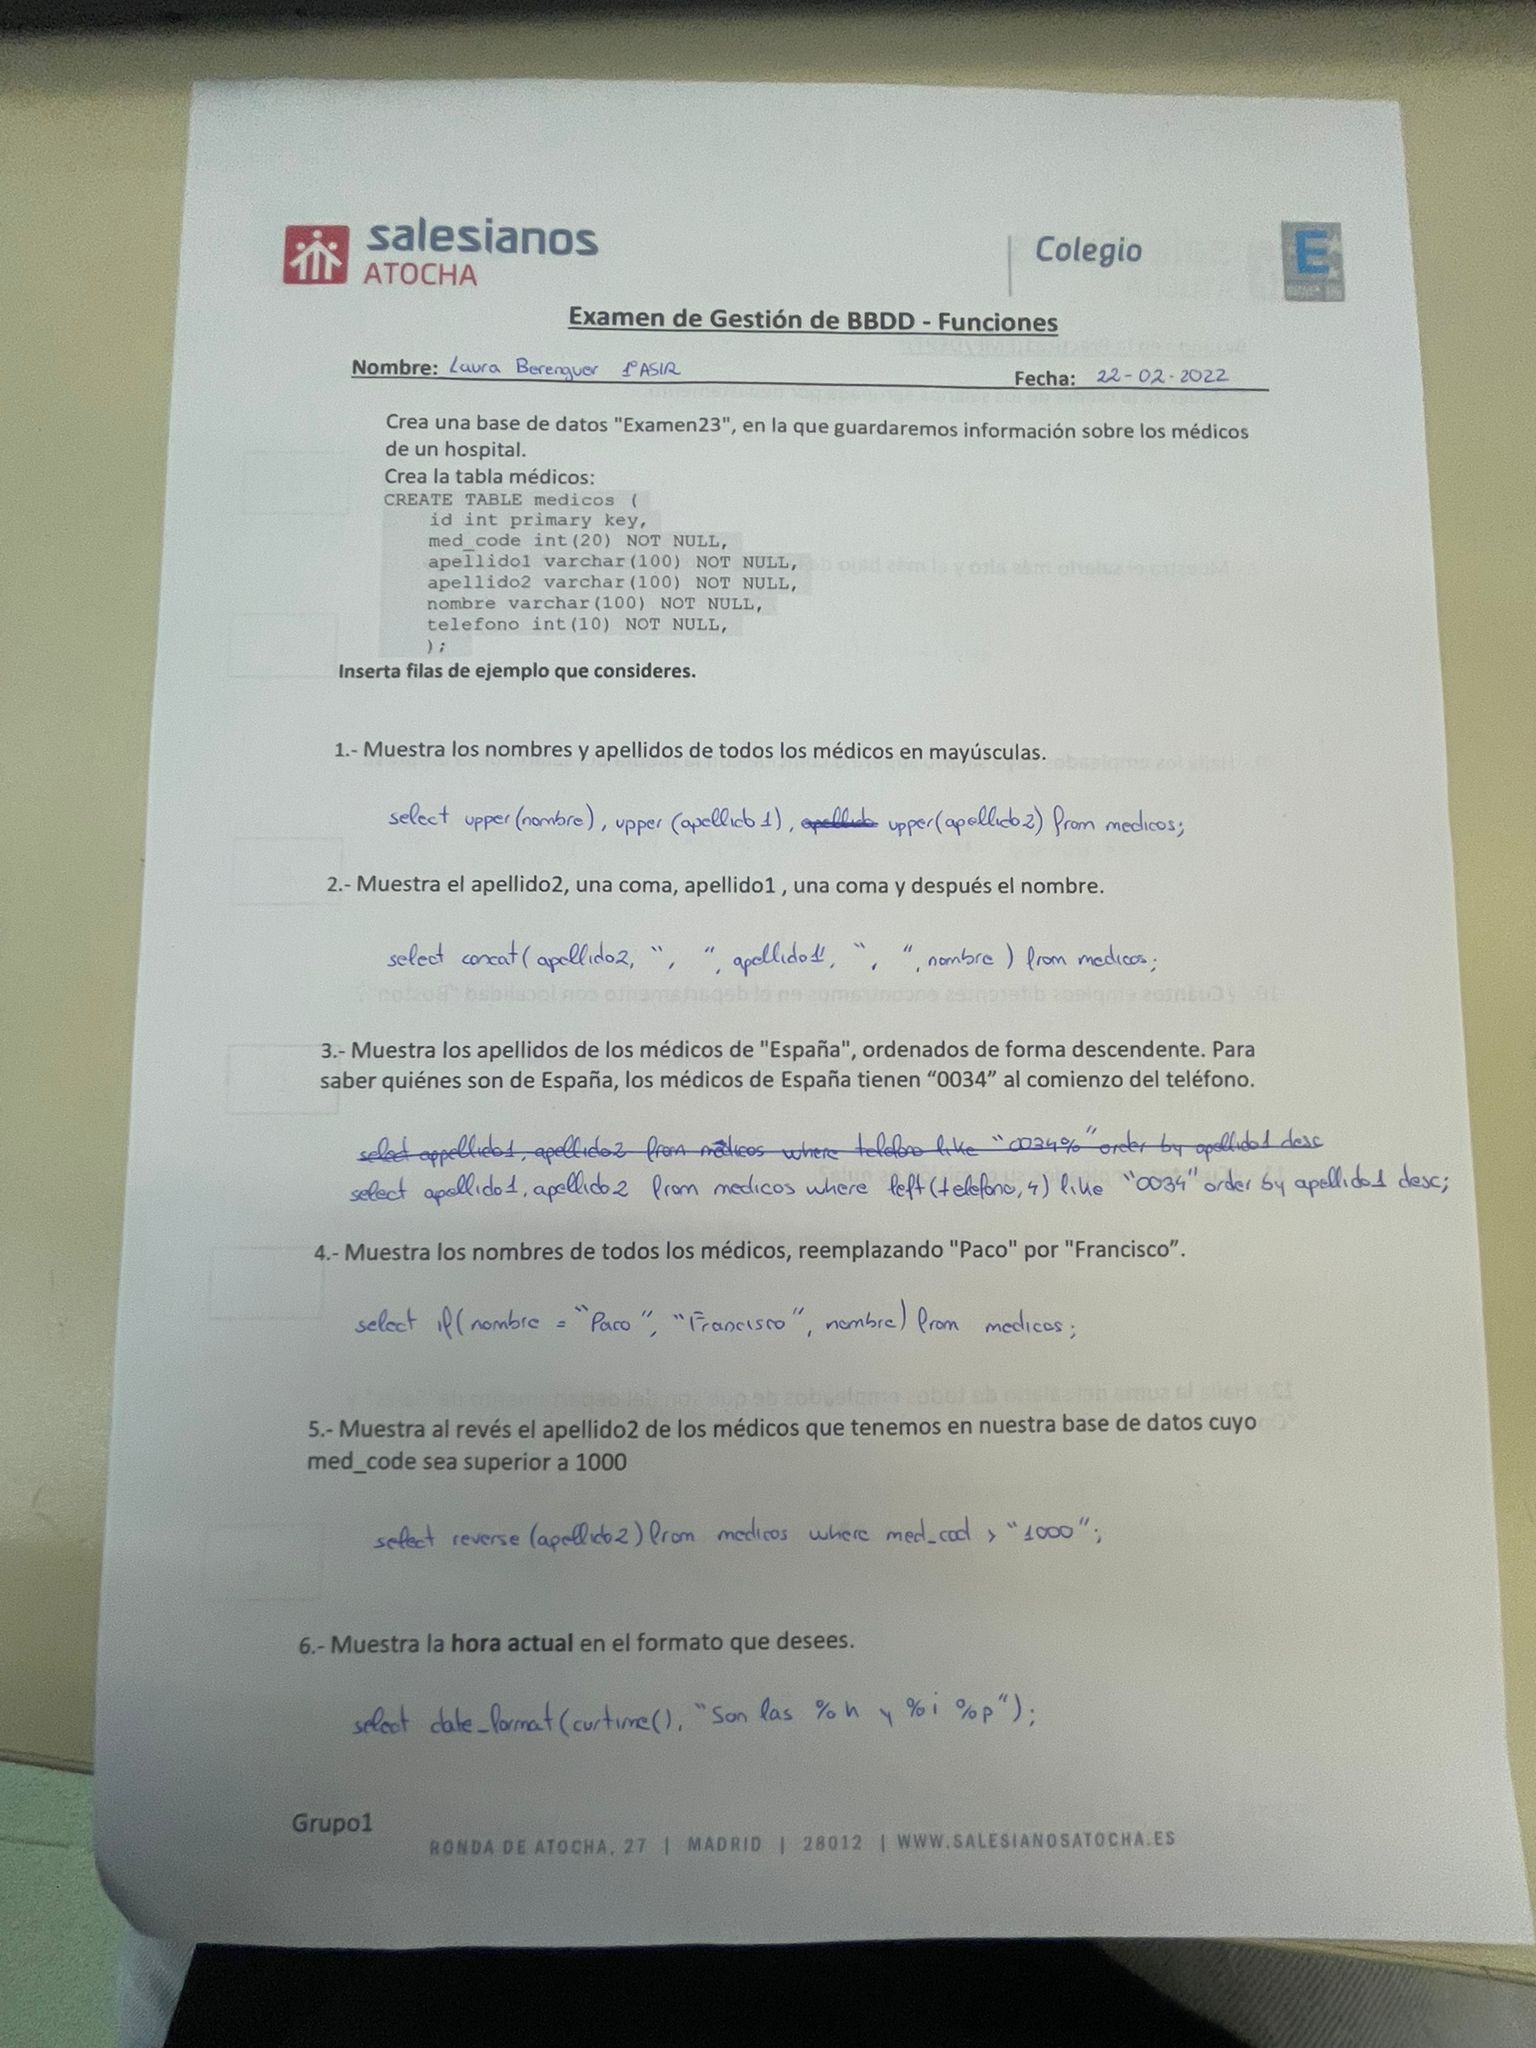 salesianos
ATOCHA
Colegio
E
Examen de Gestión de BBDD - Funciones
Nombre: Laura Berenguer 1º ASIR
Fecha: 22-02-2022
Crea una base de datos "Examen23", en la que guardaremos información sobre los médicos
de un hospital.
Crea la tabla médicos:
CREATE TABLE medicos (
id int primary key,
med_code int(20) NOT NULL,
apellido1 varchar(100) NOT NULL,
apellido2 varchar(100) NOT NULL,
nombre varchar(100) NOT NULL,
telefono int(10) NOT NULL,
);
Inserta filas de ejemplo que consideres.
1.- Muestra los nombres y apellidos de todos los médicos en mayúsculas.
select upper(nombre), upper(apellido1), apellido upper(apellido2) from medicos;
2.- Muestra el apellido2, una coma, apellido1 , una coma y después el nombre.
select concat(apellido2, ", ", apellido1, ", ", nombre) from medicos;
3.- Muestra los apellidos de los médicos de "España", ordenados de forma descendente. Para
saber quiénes son de España, los médicos de España tienen “0034” al comienzo del teléfono.
select appellido1, apellido2 from medicos where telefono like "0034%" order by apellido1 desc
select apellido1, apellido2 from medicos where left(telefono, 4) like "0034" order by apellido1 desc;
4.- Muestra los nombres de todos los médicos, reemplazando "Paco" por "Francisco”.
select if(nombre = "Paco", "Francisco", nombre) from medicos;
5.- Muestra al revés el apellido2 de los médicos que tenemos en nuestra base de datos cuyo
med_code sea superior a 1000
select reverse(apellido2) from medicos where med_cod > "1000";
6.- Muestra la hora actual en el formato que desees.
select date_format(curtime(), "Son las %h y %i %p");
Grupo1
RONDA DE ATOCHA, 27 | MADRID | 28012 | WWW.SALESIANOSATOCHA.ES